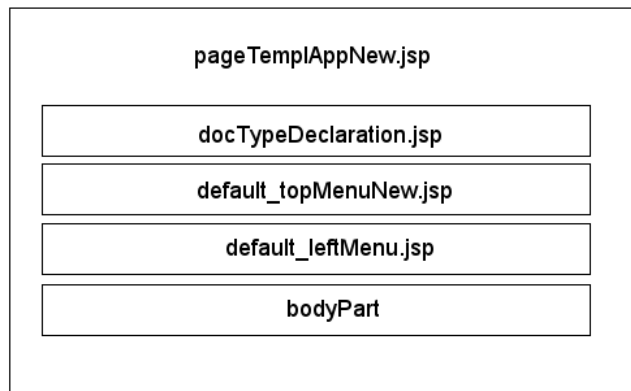 pageTemplAppNew.jsp
docTypeDeclaration.jsp
default_topMenuNew.jsp
default_leftMenu.jsp
bodyPart